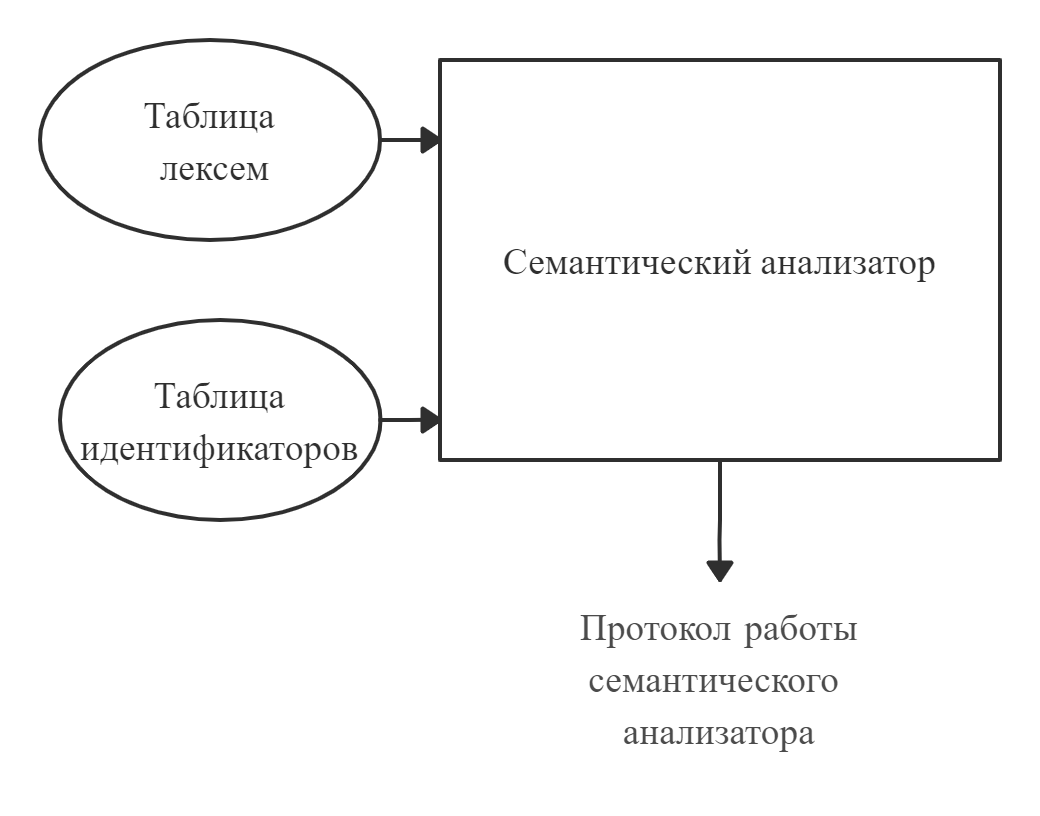 Таблица
лексем
Семантический анализатор
Таблица
идентификаторов
Протокол работы
семантического
анализатора